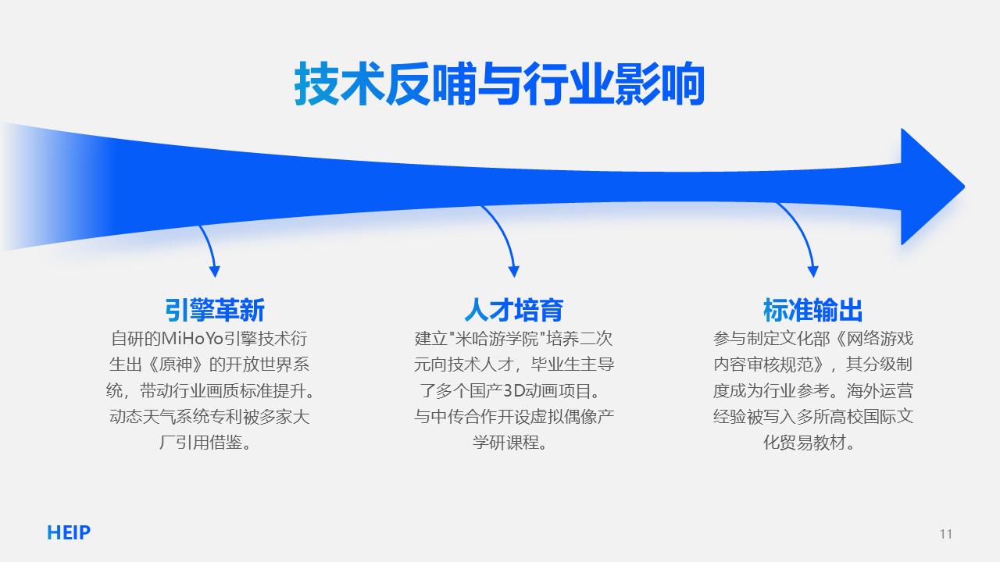 技术反哺与行业影响
引擎革新
自研的MiHoYo引擎技术衍
生出《原神》的开放世界系
统，带动行业画质标准提升。
动态天气系统专利被多家大
厂引用借鉴。
人才培育
建立"米哈游学院"培养二次
元向技术人才，毕业生主导
了多个国产3D动画项目。
与中传合作开设虚拟偶像产
学研课程。
标准输出
参与制定文化部《网络游戏
内容审核规范》，其分级制
度成为行业参考。海外运营
经验被写入多所高校国际文
化贸易教材。
HEIP
11